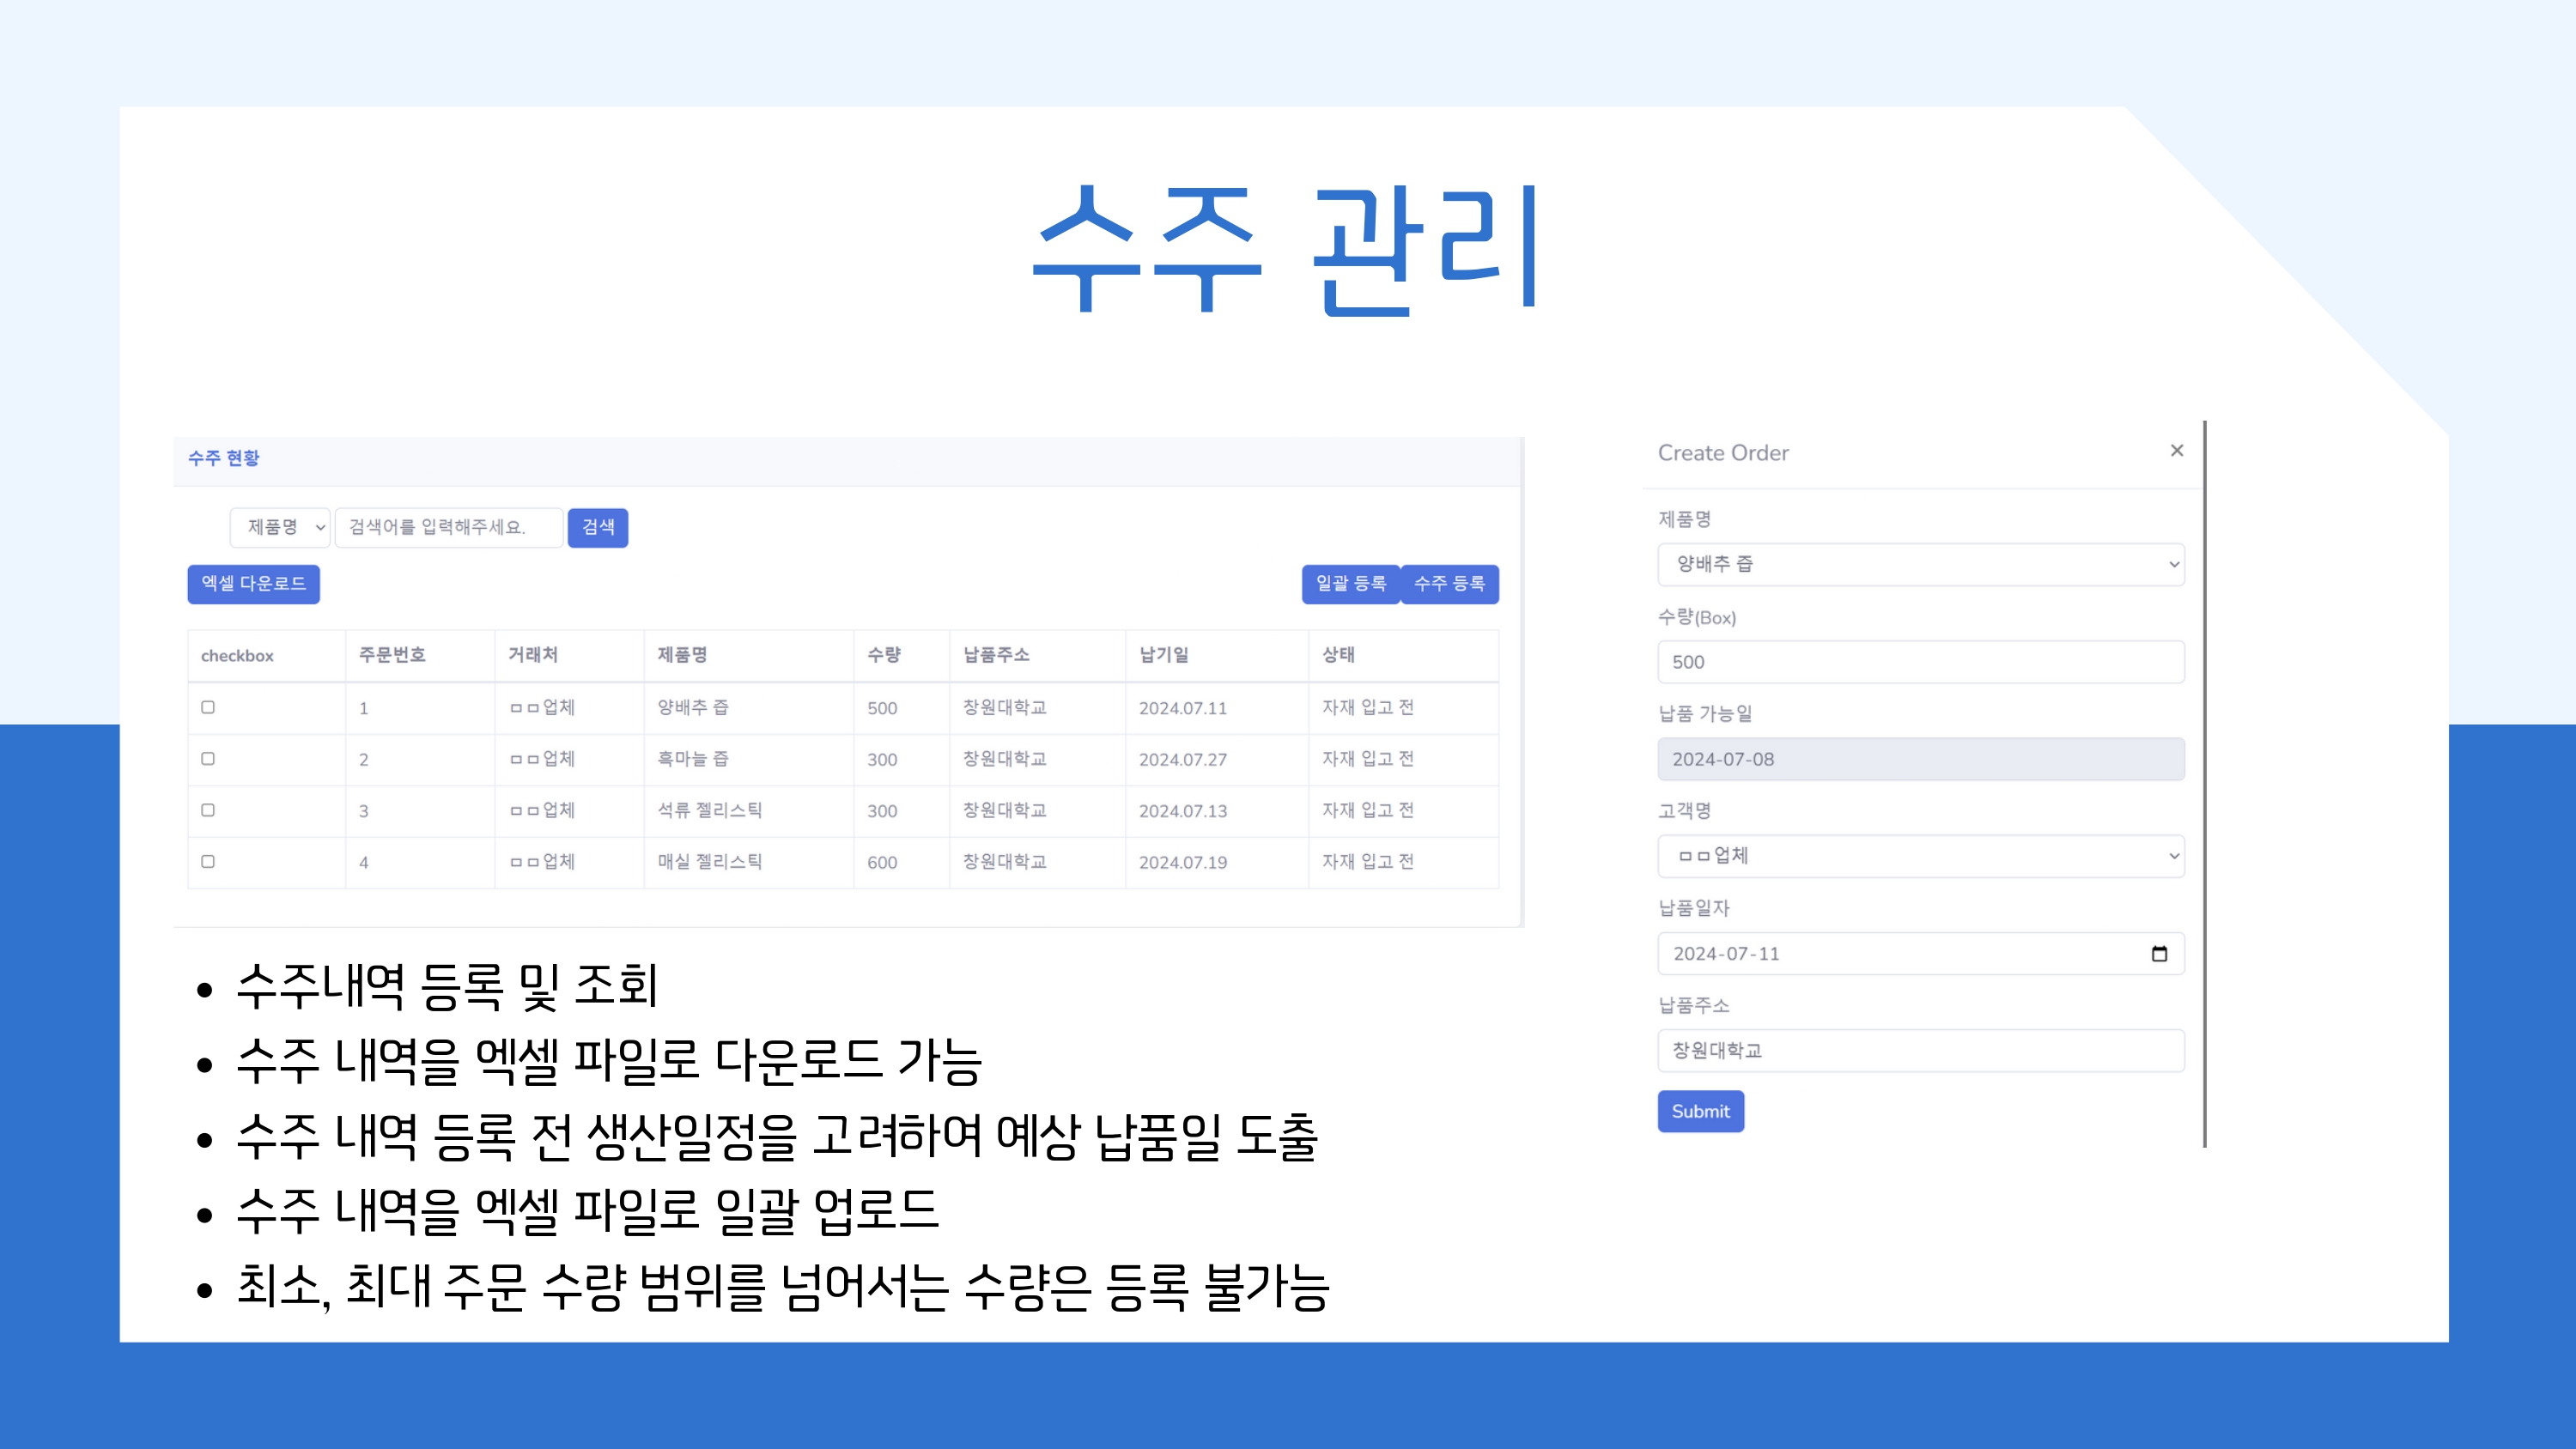 수주 관리
수주 현황
제품명 검색어를 입력해주세요. 검색
엑셀 다운로드 일괄 등록 수주 등록
checkbox 주문번호 거래처 제품명 수량 납품주소 납기일 상태
1 ㅁㅁ업체 양배추 즙 500 창원대학교 2024.07.11 자재 입고 전
2 ㅁㅁ업체 흑마늘 즙 300 창원대학교 2024.07.27 자재 입고 전
3 ㅁㅁ업체 석류 젤리스틱 300 창원대학교 2024.07.13 자재 입고 전
4 ㅁㅁ업체 매실 젤리스틱 600 창원대학교 2024.07.19 자재 입고 전
Create Order ×
제품명
양배추 즙
수량(Box)
500
납품 가능일
2024-07-08
고객명
ㅁㅁ업체
납품일자
2024-07-11
납품주소
창원대학교
Submit
• 수주내역 등록 및 조회
• 수주 내역을 엑셀 파일로 다운로드 가능
• 수주 내역 등록 전 생산일정을 고려하여 예상 납품일 도출
• 수주 내역을 엑셀 파일로 일괄 업로드
• 최소, 최대 주문 수량 범위를 넘어서는 수량은 등록 불가능